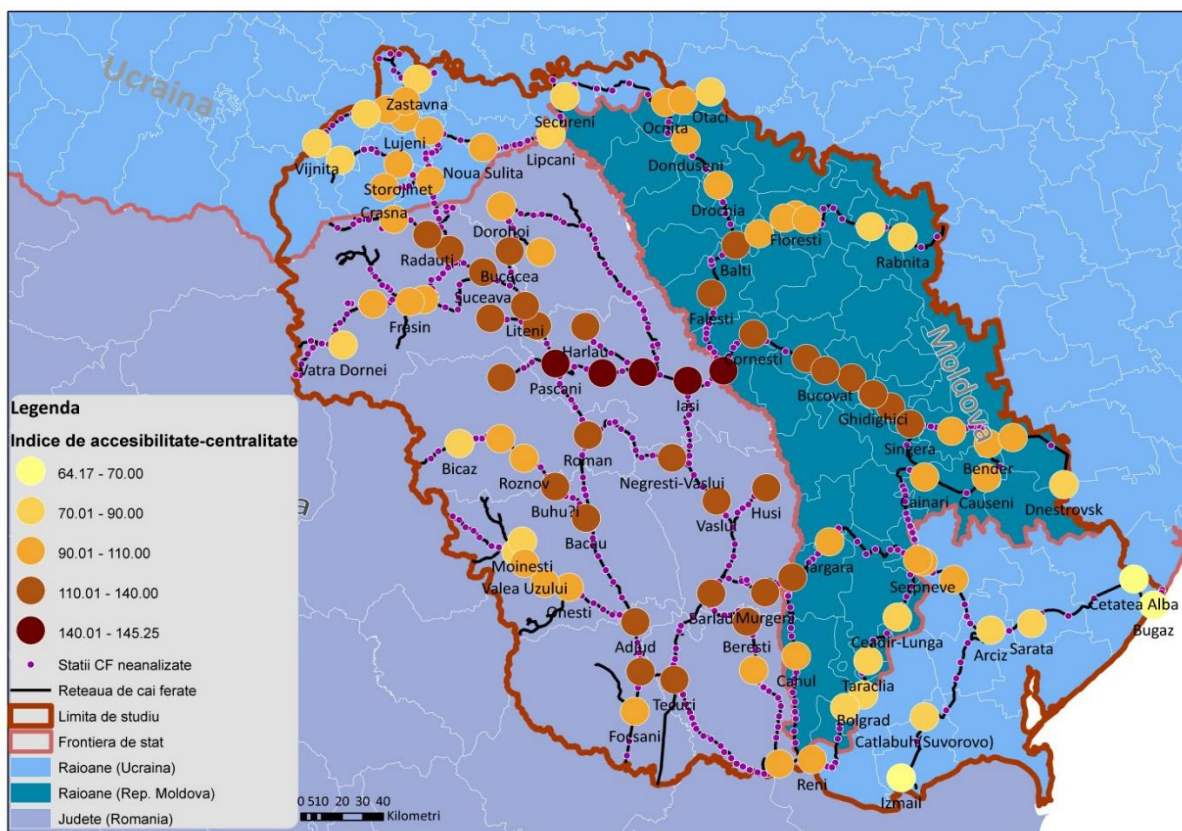 Ucraina
Zastavna
Secureni
Otaci
Ocnita
Lujeni
Lipcani
Donduseni
Vijnita
Noua Sulita
Storojinet
Drochia
Crasna
Dorohoi
Floresti
Radauti
Rabnita
Bucecea
Balti
Suceava
Falesti
Frasin
Liteni
Moldova
Harlau
Cornesti
Vatra Dornei
Pascani
Bucovat
Iasi
Ghidighici
Singera
Roman
Bender
Bicaz
Negresti-Vaslui
Roznov
Cainari
Causeni
Dnestrovsk
Buhu?i
Vaslui
Husi
Bacau
Moinesti
Hargara
Valea Uzului
Serpneve
Onesti
Cetatea Alba
Barlad
Murgeni
Bugaz
Adjud
Beresti
Ceadir-Lunga
Arciz
Sarata
Cahul
Taraclia
Tecuci
Bolgrad
Focsani
Catlabuh(Suvorovo)
Reni
Izmail
Legenda
Indice de accesibilitate-centralitate
64.17 - 70.00
70.01 - 90.00
90.01 - 110.00
110.01 - 140.00
140.01 - 145.25
Statii CF neanalizate
Reteaua de cai ferate
Limita de studiu
Frontiera de stat
Raioane (Ucraina)
Raioane (Rep. Moldova)
Judete (Romania)
0 510 20 30 40
Kilometri